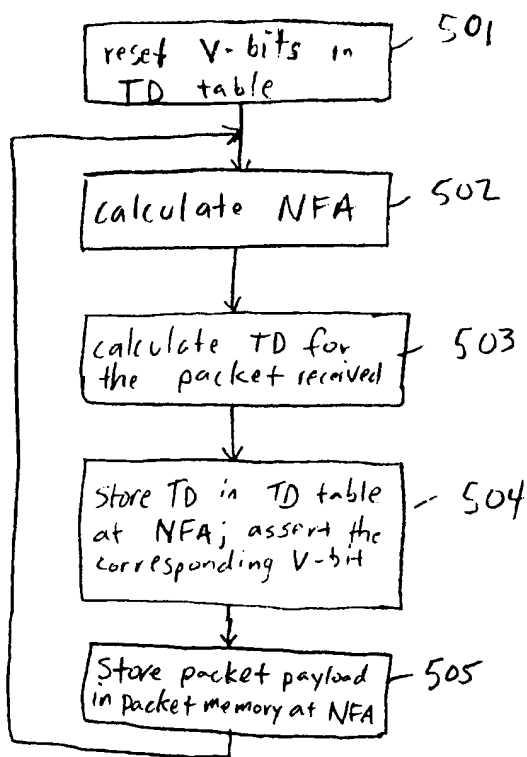 reset V-bits in
TD table
501
calculate NFA
502
calculate TD for
the packet received
503
Store TD in TD table
at NFA; assert the
corresponding V-bit
504
Store packet payload
in Packet memory at NFA
505